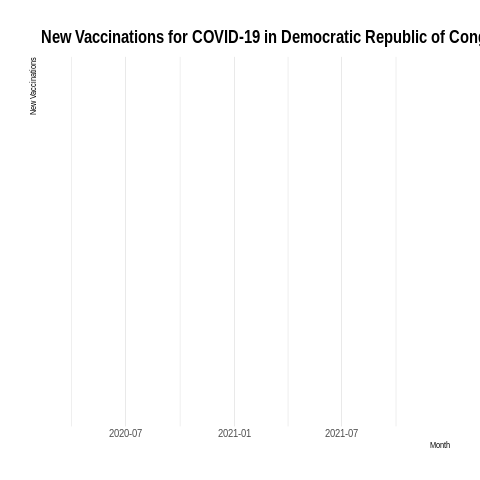 New Vaccinations for COVID-19 in Democratic Republic of Cong
New Vaccinations
2020-07 2021-01 2021-07
Month